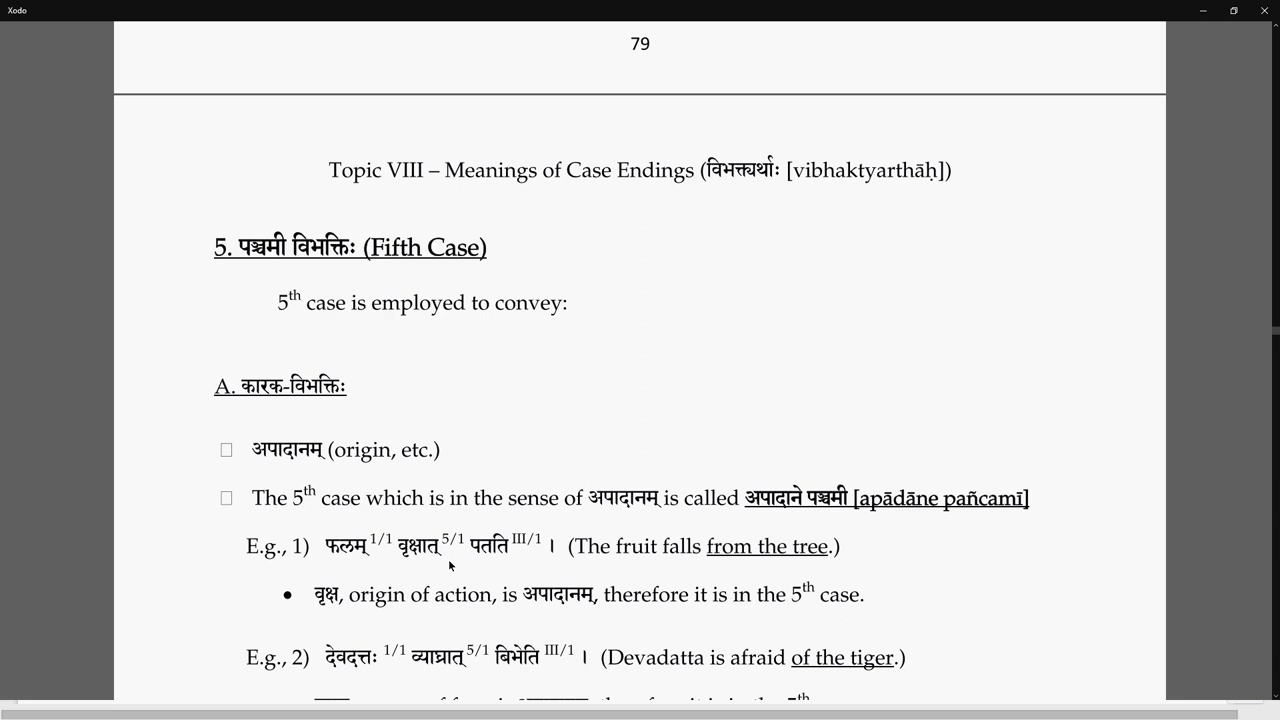 Xodo
79
Topic VIII – Meanings of Case Endings (विभक्त्यर्थाः [vibhaktyarthāḥ])
5. पञ्चमी विभक्तिः (Fifth Case)
5th case is employed to convey:
A. कारक-विभक्तिः
अपादानम् (origin, etc.)
The 5th case which is in the sense of अपादानम् is called अपादाने पञ्चमी [apādāne pañcamī]
E.g., 1) फलम् 1/1 वृक्षात् 5/1 पतति III/1 । (The fruit falls from the tree.)
• वृक्ष, origin of action, is अपादानम्, therefore it is in the 5th case.
E.g., 2) देवदत्तः 1/1 व्याघ्रात् 5/1 बिभेति III/1 । (Devadatta is afraid of the tiger.)